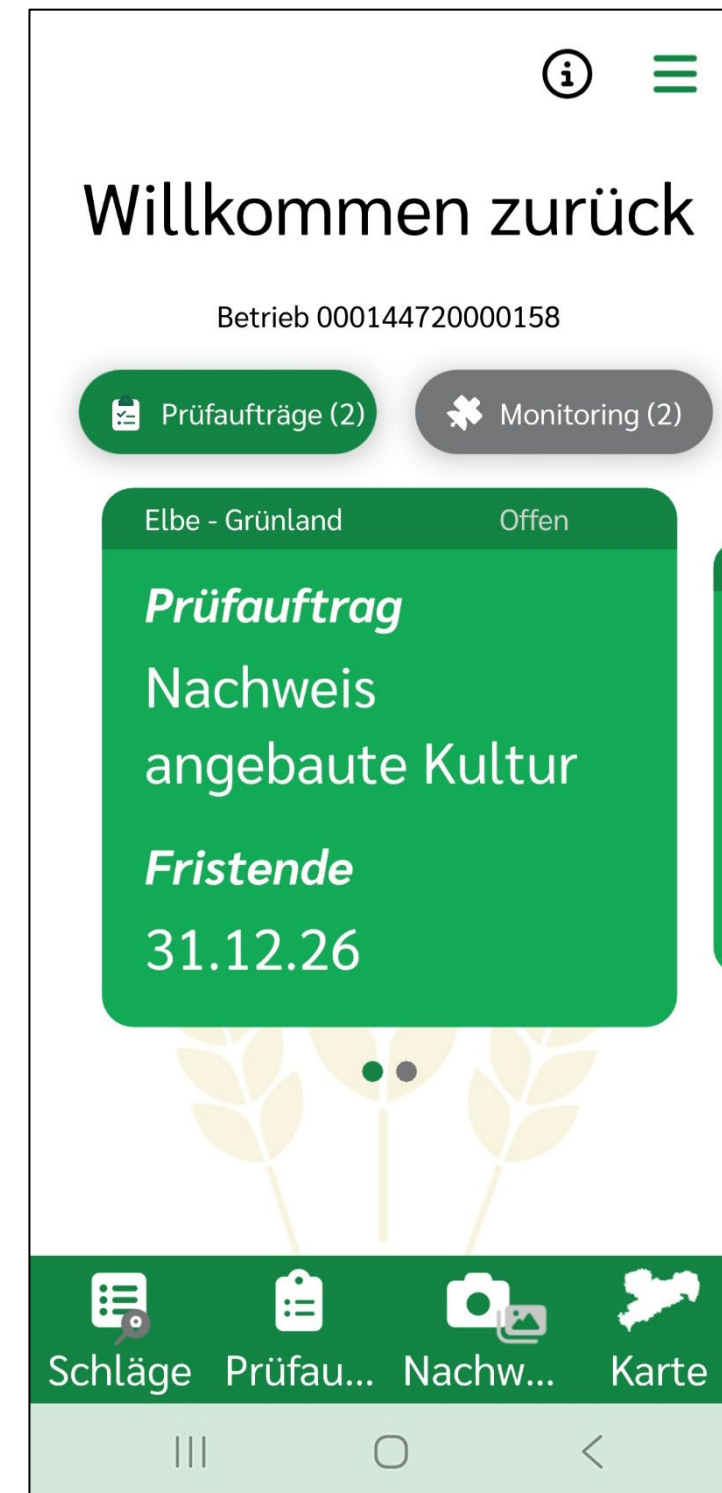 Willkommen zurück
Betrieb 000144720000158
Prüfaufträge (2) Monitoring (2)
Elbe - Grünland Offen
Prüfauftrag
Nachweis
angebaute Kultur
Fristende
31.12.26
Schläge Prüfau... Nachw... Karte